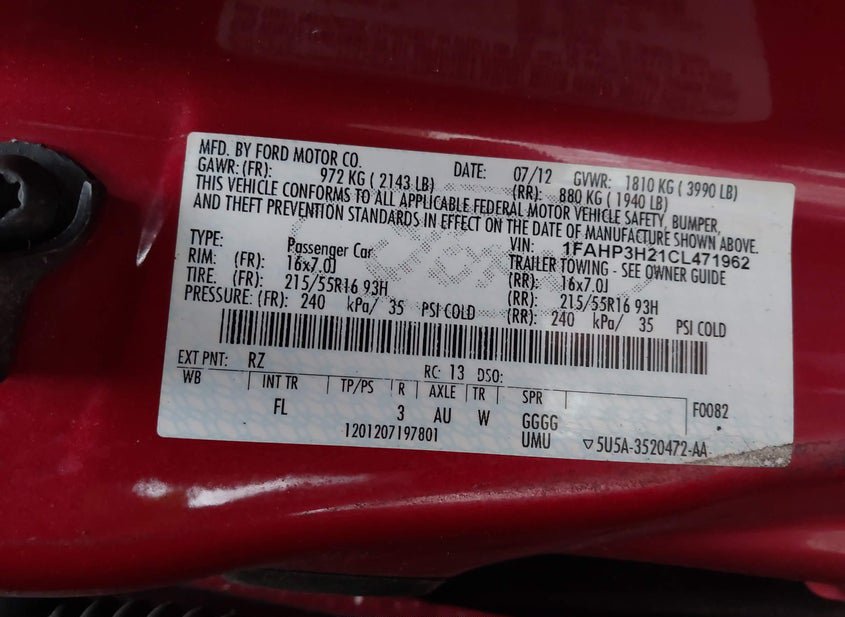 MFD. BY FORD MOTOR CO. DATE: 07/12 GVWR: 1810 KG ( 3990 LB)
GAWR: (FR): 972 KG ( 2143 LB) (RR): 880 KG ( 1940 LB)
THIS VEHICLE CONFORMS TO ALL APPLICABLE FEDERAL MOTOR VEHICLE SAFETY, BUMPER,
AND THEFT PREVENTION STANDARDS IN EFFECT ON THE DATE OF MANUFACTURE SHOWN ABOVE.
VIN: 1FAHP3H21CL471962
TYPE: Passenger Car TRAILER TOWING - SEE OWNER GUIDE
RIM: (FR): 16x7.0J (RR): 16x7.0J
TIRE: (FR): 215/55R16 93H (RR): 215/55R16 93H
PRESSURE: (FR): 240 kPa/ 35 PSI COLD (RR): 240 kPa/ 35 PSI COLD
EXT PNT: RZ RC: 13 DSO:
WB INT TR TP/PS R AXLE TR SPR F0082
FL 3 AU W GGGG
1201207197801 UMU ▽5U5A-3520472-AA